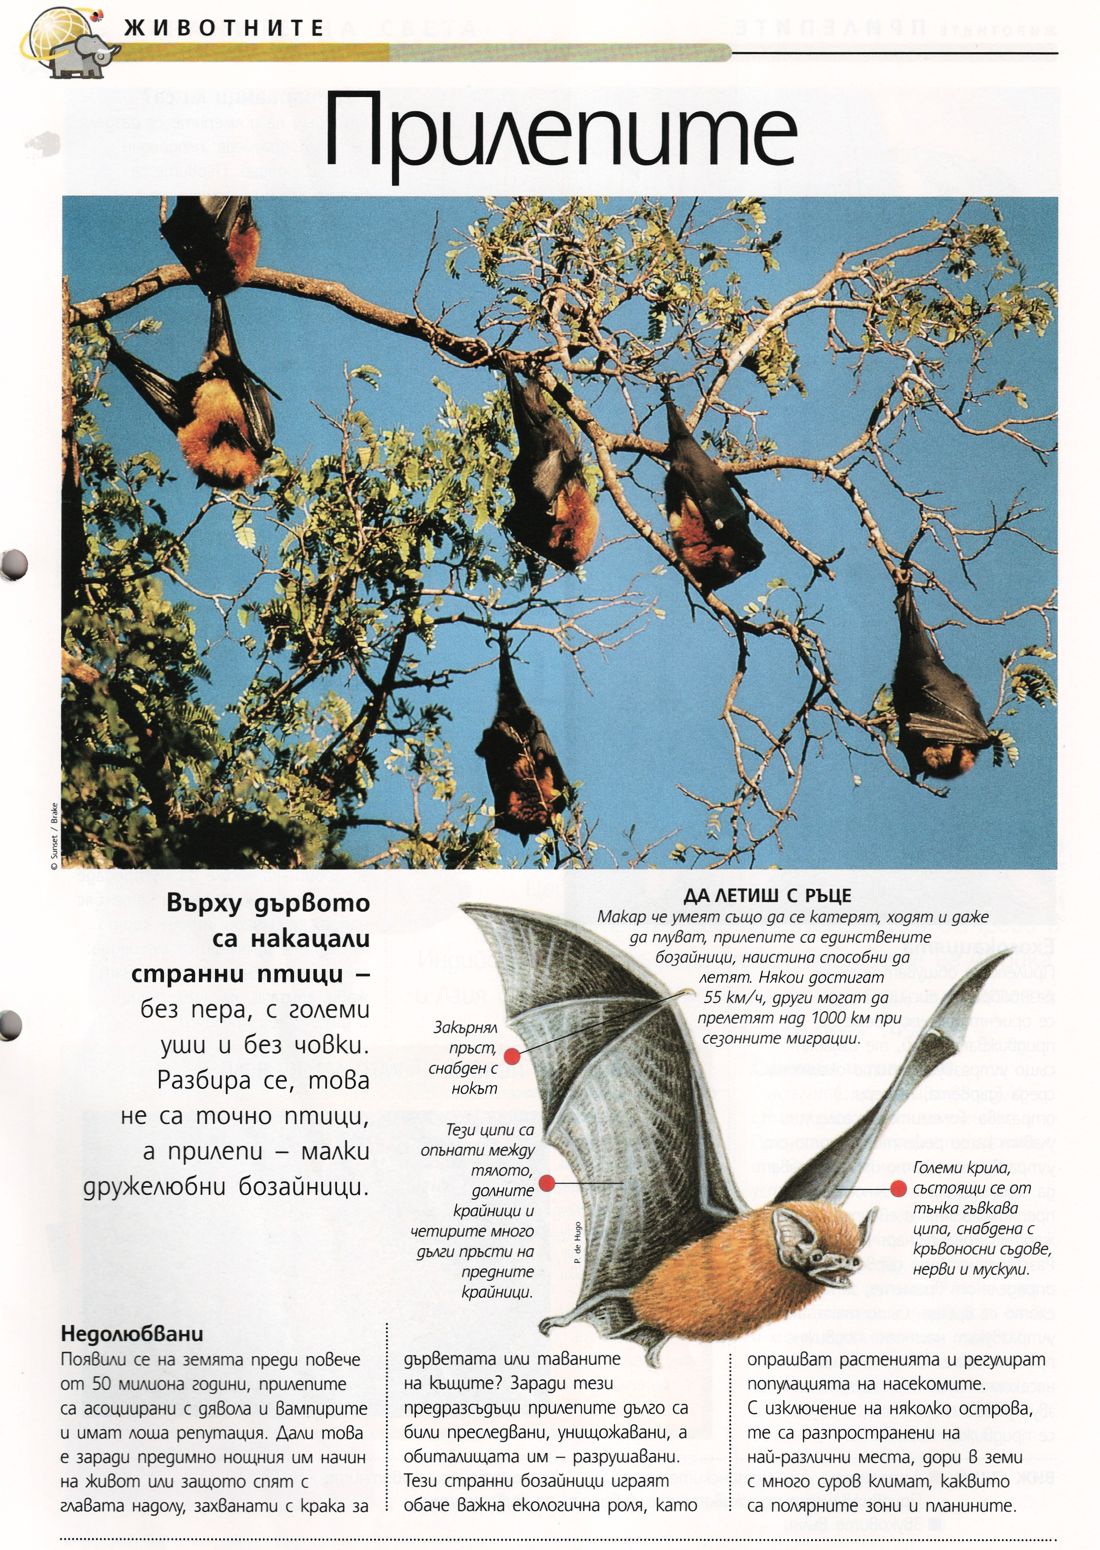 ЖИВОТНИТЕ
Прилепите
© Sunset / Brake
Върху дървото
са накацали
странни птици –
без пера, с големи
уши и без човки.
Разбира се, това
не са точно птици,
а прилепи – малки
дружелюбни бозайници.
ДА ЛЕТИШ С РЪЦЕ
Макар че умеят също да се катерят, ходят и даже
да плуват, прилепите са единствените
бозайници, наистина способни да
летят. Някои достигат
55 км/ч, други могат да
прелетят над 1000 км при
сезонните миграции.
Закърнял
пръст,
снабден с
нокът
Тези ципи са
опънати между
тялото,
долните
крайници и
четирите много
дълги пръсти на
предните
крайници.
P. de Hugo
Големи крила,
състоящи се от
тънка гъвкава
ципа, снабдена с
кръвоносни съдове,
нерви и мускули.
Недолюбвани
Появили се на земята преди повече
от 50 милиона години, прилепите
са асоциирани с дявола и вампирите
и имат лоша репутация. Дали това
е заради предимно нощния им начин
на живот или защото спят с
главата надолу, захванати с крака за
дърветата или таваните
на къщите? Заради тези
предразсъдъци прилепите дълго са
били преследвани, унищожавани, а
обиталищата им – разрушавани.
Тези странни бозайници играят
обаче важна екологична роля, като
опрашват растенията и регулират
популацията на насекомите.
С изключение на няколко острова,
те са разпространени на
най-различни места, дори в земи
с много суров климат, каквито
са полярните зони и планините.